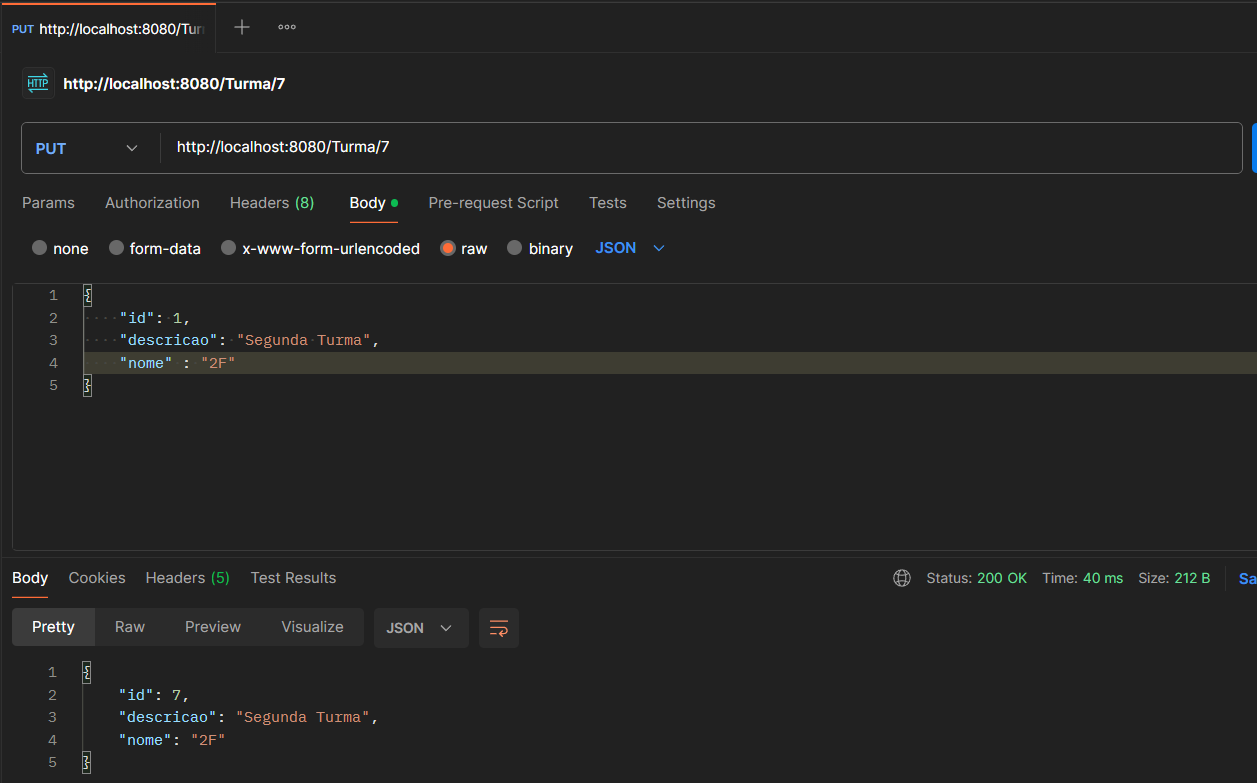 PUT http://localhost:8080/Tur
HTTP http://localhost:8080/Turma/7
PUT http://localhost:8080/Turma/7
Params Authorization Headers (8) Body Pre-request Script Tests Settings
none form-data x-www-form-urlencoded raw binary JSON
1 {
2 "id": 1,
3 "descricao": "Segunda Turma",
4 "nome" : "2F"
5 }
Body Cookies Headers (5) Test Results Status: 200 OK Time: 40 ms Size: 212 B Sa
Pretty Raw Preview Visualize JSON
1 {
2 "id": 7,
3 "descricao": "Segunda Turma",
4 "nome": "2F"
5 }